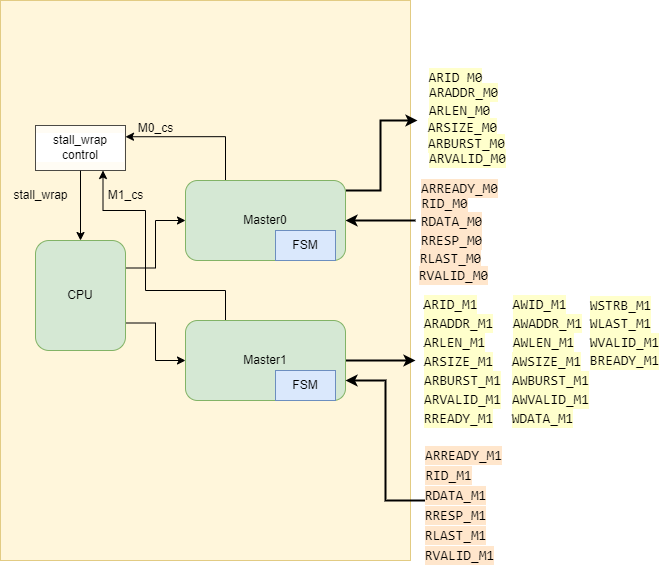 ARID_M0
ARADDR_M0
ARLEN_M0
ARSIZE_M0
ARBURST_M0
ARVALID_M0
M0_cs
stall_wrap
control
stall_wrap
M1_cs
ARREADY_M0
RID_M0
RDATA_M0
RRESP_M0
RLAST_M0
RVALID_M0
Master0
FSM
CPU
ARID_M1 AWID_M1 WSTRB_M1
ARADDR_M1 AWADDR_M1 WLAST_M1
ARLEN_M1 AWLEN_M1 WVALID_M1
ARSIZE_M1 AWSIZE_M1 BREADY_M1
ARBURST_M1 AWBURST_M1
ARVALID_M1 AWVALID_M1
RREADY_M1 WDATA_M1
Master1
FSM
ARREADY_M1
RID_M1
RDATA_M1
RRESP_M1
RLAST_M1
RVALID_M1